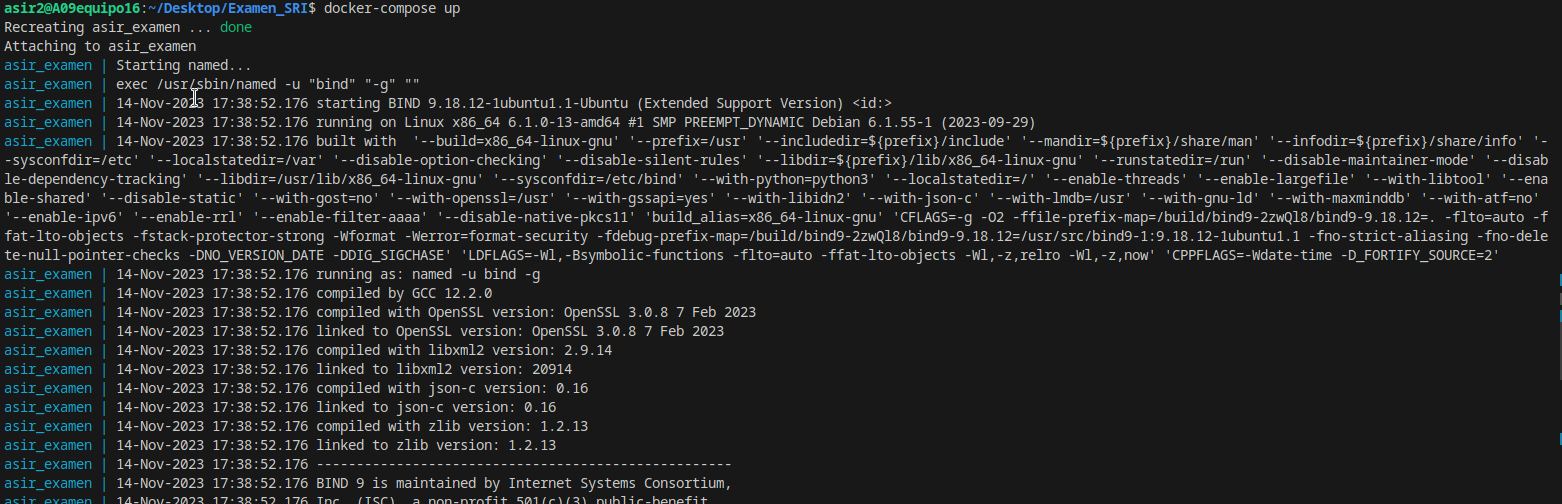 asir2@A09equipo16:~/Desktop/Examen_SRI$ docker-compose up
Recreating asir_examen ... done
Attaching to asir_examen
asir_examen | Starting named...
asir_examen | exec /usr/sbin/named -u "bind" "-g" ""
asir_examen | 14-Nov-2023 17:38:52.176 starting BIND 9.18.12-1ubuntu1.1-Ubuntu (Extended Support Version) <id:>
asir_examen | 14-Nov-2023 17:38:52.176 running on Linux x86_64 6.1.0-13-amd64 #1 SMP PREEMPT_DYNAMIC Debian 6.1.55-1 (2023-09-29)
asir_examen | 14-Nov-2023 17:38:52.176 built with  '--build=x86_64-linux-gnu' '--prefix=/usr' '--includedir=${prefix}/include' '--mandir=${prefix}/share/man' '--infodir=${prefix}/share/info' '-
-sysconfdir=/etc' '--localstatedir=/var' '--disable-option-checking' '--disable-silent-rules' '--libdir=${prefix}/lib/x86_64-linux-gnu' '--runstatedir=/run' '--disable-maintainer-mode' '--disab
le-dependency-tracking' '--libdir=/usr/lib/x86_64-linux-gnu' '--sysconfdir=/etc/bind' '--with-python=python3' '--localstatedir=/' '--enable-threads' '--enable-largefile' '--with-libtool' '--ena
ble-shared' '--disable-static' '--with-gost=no' '--with-openssl=/usr' '--with-gssapi=yes' '--with-libidn2' '--with-json-c' '--with-lmdb=/usr' '--with-gnu-ld' '--with-maxminddb' '--with-atf=no'
'--enable-ipv6' '--enable-rrl' '--enable-filter-aaaa' '--disable-native-pkcs11' 'build_alias=x86_64-linux-gnu' 'CFLAGS=-g -O2 -ffile-prefix-map=/build/bind9-2zwQl8/bind9-9.18.12=. -flto=auto -f
fat-lto-objects -fstack-protector-strong -Wformat -Werror=format-security -fdebug-prefix-map=/build/bind9-2zwQl8/bind9-9.18.12=/usr/src/bind9-1:9.18.12-1ubuntu1.1 -fno-strict-aliasing -fno-dele
te-null-pointer-checks -DNO_VERSION_DATE -DDIG_SIGCHASE' 'LDFLAGS=-Wl,-Bsymbolic-functions -flto=auto -ffat-lto-objects -Wl,-z,relro -Wl,-z,now' 'CPPFLAGS=-Wdate-time -D_FORTIFY_SOURCE=2'
asir_examen | 14-Nov-2023 17:38:52.176 running as: named -u bind -g
asir_examen | 14-Nov-2023 17:38:52.176 compiled by GCC 12.2.0
asir_examen | 14-Nov-2023 17:38:52.176 compiled with OpenSSL version: OpenSSL 3.0.8 7 Feb 2023
asir_examen | 14-Nov-2023 17:38:52.176 linked to OpenSSL version: OpenSSL 3.0.8 7 Feb 2023
asir_examen | 14-Nov-2023 17:38:52.176 compiled with libxml2 version: 2.9.14
asir_examen | 14-Nov-2023 17:38:52.176 linked to libxml2 version: 20914
asir_examen | 14-Nov-2023 17:38:52.176 compiled with json-c version: 0.16
asir_examen | 14-Nov-2023 17:38:52.176 linked to json-c version: 0.16
asir_examen | 14-Nov-2023 17:38:52.176 compiled with zlib version: 1.2.13
asir_examen | 14-Nov-2023 17:38:52.176 linked to zlib version: 1.2.13
asir_examen | 14-Nov-2023 17:38:52.176 ----------------------------------------------------
asir_examen | 14-Nov-2023 17:38:52.176 BIND 9 is maintained by Internet Systems Consortium,
asir_examen | 14-Nov-2023 17:38:52.176 Inc. (ISC), a non-profit 501(c)(3) public-benefit